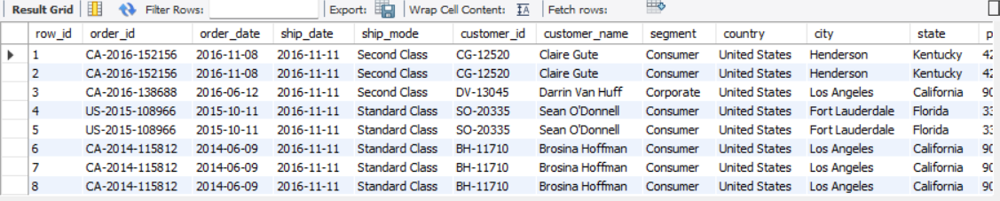 Result Grid Filter Rows: Export: Wrap Cell Content: IA Fetch rows:
row_id order_id order_date ship_date ship_mode customer_id customer_name segment country city state p
1 CA-2016-152156 2016-11-08 2016-11-11 Second Class CG-12520 Claire Gute Consumer United States Henderson Kentucky 42
2 CA-2016-152156 2016-11-08 2016-11-11 Second Class CG-12520 Claire Gute Consumer United States Henderson Kentucky 42
3 CA-2016-138688 2016-06-12 2016-11-11 Second Class DV-13045 Darrin Van Huff Corporate United States Los Angeles California 90
4 US-2015-108966 2015-10-11 2016-11-11 Standard Class SO-20335 Sean O'Donnell Consumer United States Fort Lauderdale Florida 33
5 US-2015-108966 2015-10-11 2016-11-11 Standard Class SO-20335 Sean O'Donnell Consumer United States Fort Lauderdale Florida 33
6 CA-2014-115812 2014-06-09 2016-11-11 Standard Class BH-11710 Brosina Hoffman Consumer United States Los Angeles California 90
7 CA-2014-115812 2014-06-09 2016-11-11 Standard Class BH-11710 Brosina Hoffman Consumer United States Los Angeles California 90
8 CA-2014-115812 2014-06-09 2016-11-11 Standard Class BH-11710 Brosina Hoffman Consumer United States Los Angeles California 90